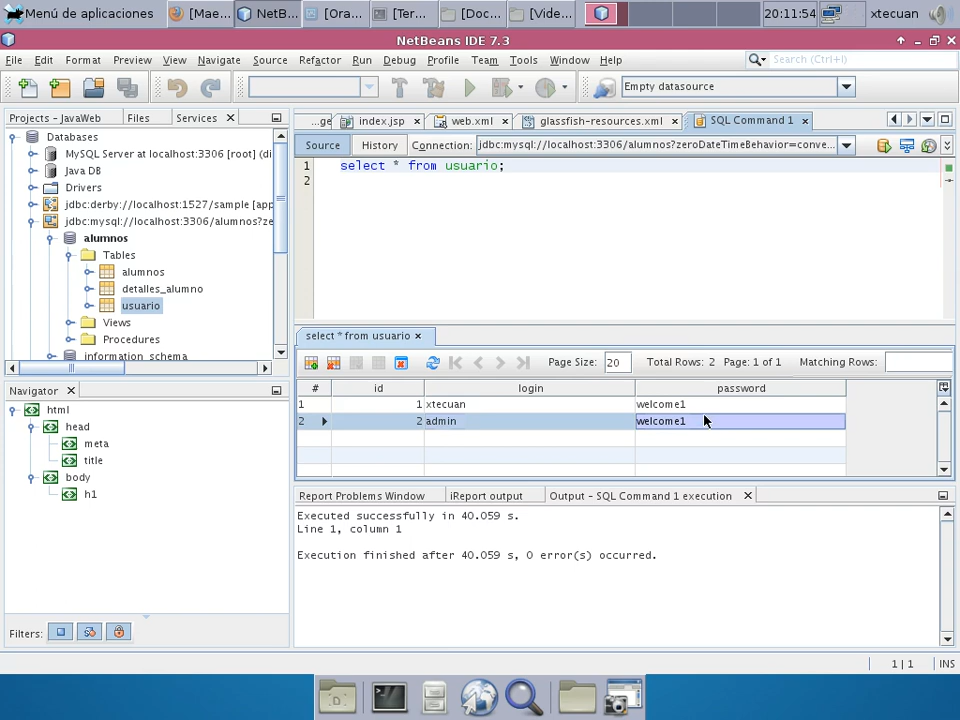 Menú de aplicaciones [Mae... NetB... [Ora... [Ter... [Doc... [Vide... 20:11:54 xtecuan
NetBeans IDE 7.3
File Edit Format Preview View Navigate Source Refactor Run Debug Profile Team Tools Window Help Search (Ctrl+I)
Empty datasource
Projects - JavaWeb Files Services
...ge index.jsp web.xml glassfish-resources.xml SQL Command 1
Source History Connection: jdbc:mysql://localhost:3306/alumnos?zeroDateTimeBehavior=conve...
Databases
MySQL Server at localhost:3306 [root] (di
Java DB
Drivers
jdbc:derby://localhost:1527/sample [app
jdbc:mysql://localhost:3306/alumnos?ze
alumnos
Tables
alumnos
detalles_alumno
usuario
Views
Procedures
information_schema
1 select * from usuario;
2
select * from usuario
Page Size: 20 Total Rows: 2 Page: 1 of 1 Matching Rows:
# id login password
1 1 xtecuan welcome1
2 2 admin welcome1
Navigator
html
head
meta
title
body
h1
Filters:
Report Problems Window iReport output Output - SQL Command 1 execution
Executed successfully in 40.059 s.
Line 1, column 1
Execution finished after 40.059 s, 0 error(s) occurred.
1 | 1 INS